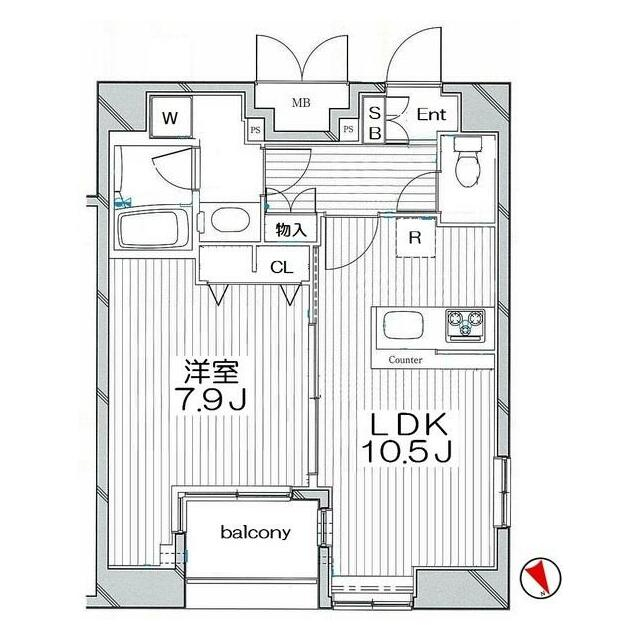 MB
W
PS
PS
S
B
Ent
物入
R
CL
Counter
洋室
7.9J
LDK
10.5J
balcony
N